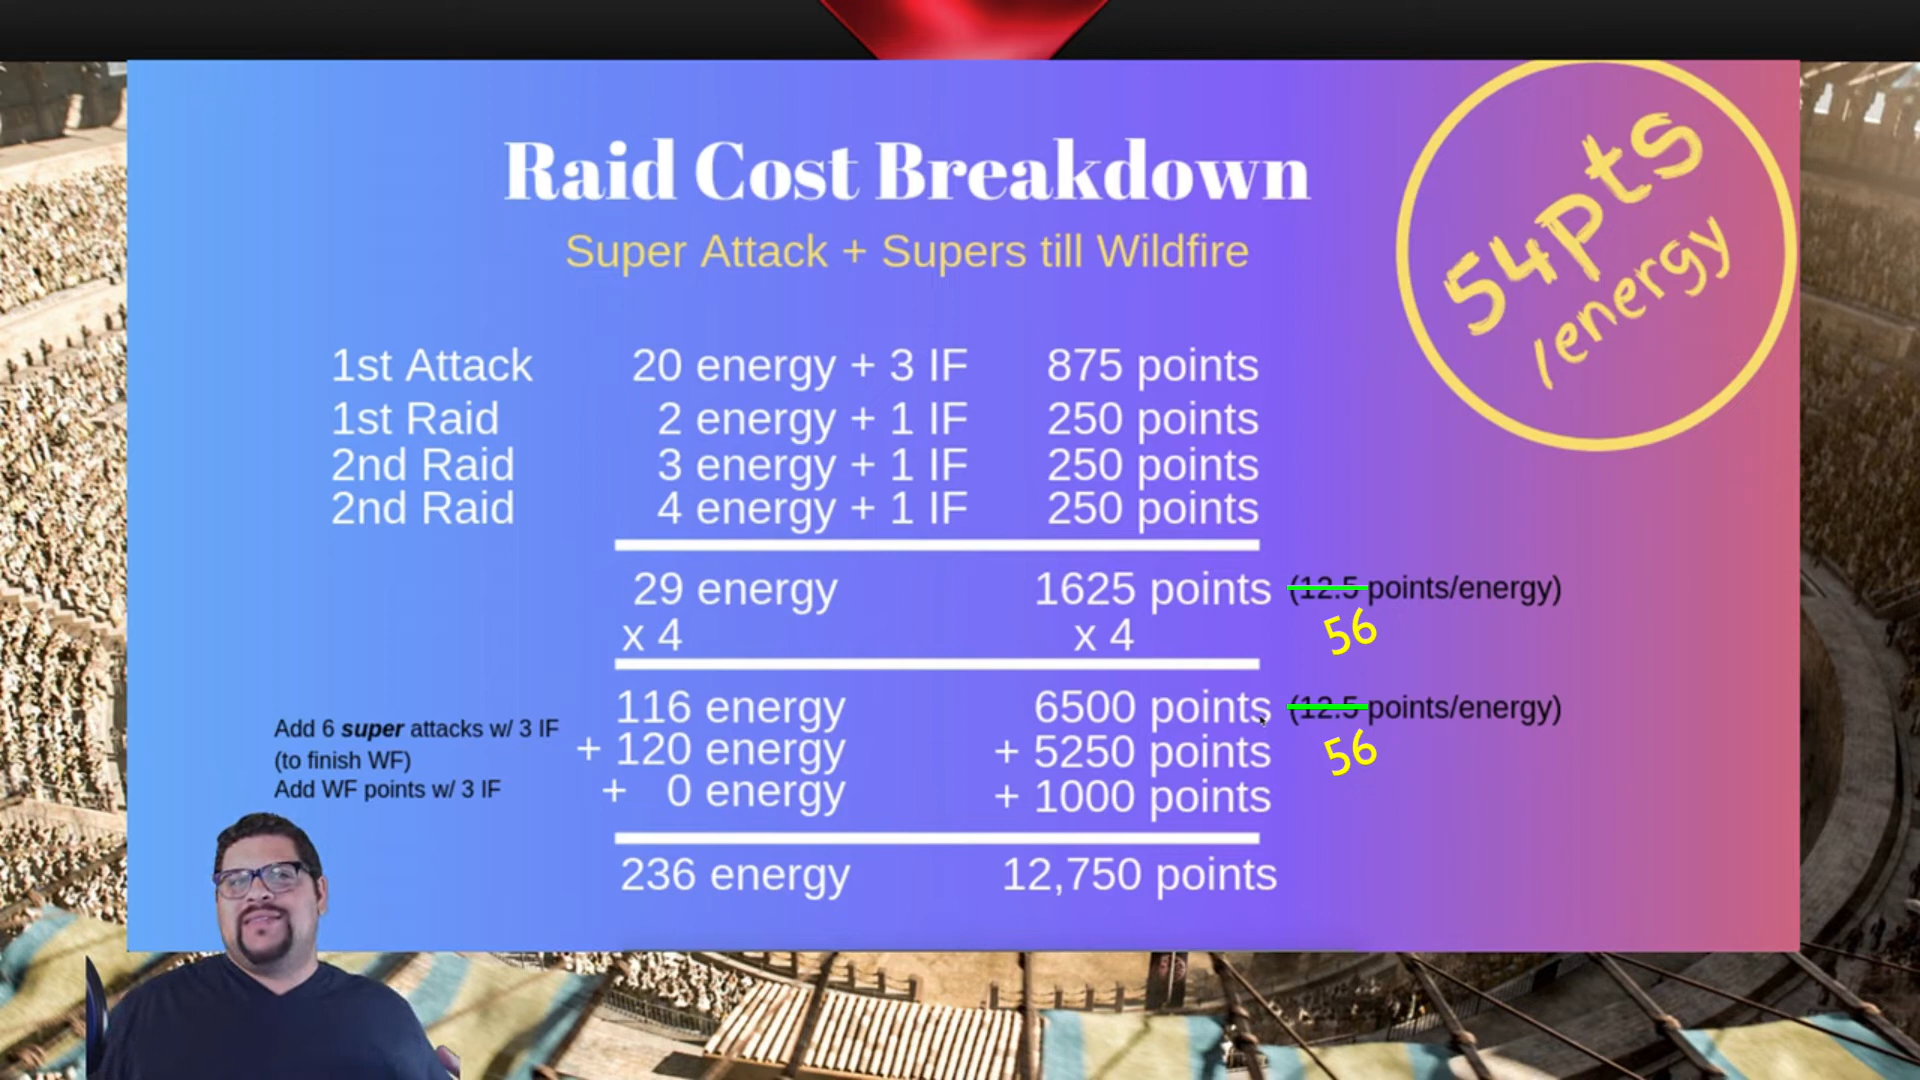 Raid Cost Breakdown
Super Attack + Supers till Wildfire
54pts
/energy
1st Attack 20 energy + 3 IF 875 points
1st Raid 2 energy + 1 IF 250 points
2nd Raid 3 energy + 1 IF 250 points
2nd Raid 4 energy + 1 IF 250 points
29 energy 1625 points (12.5 points/energy)
x 4 x 4 56
116 energy 6500 points (12.5 points/energy)
Add 6 super attacks w/ 3 IF + 120 energy + 5250 points 56
(to finish WF)
Add WF points w/ 3 IF + 0 energy + 1000 points
236 energy 12,750 points